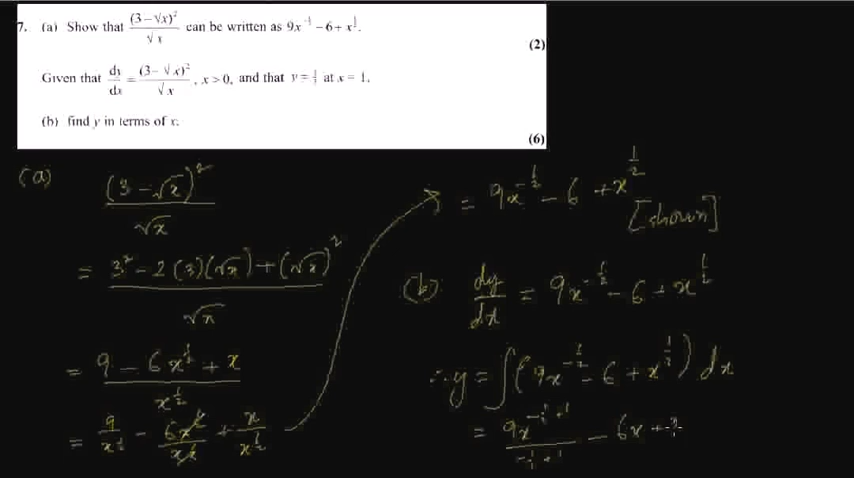 7. (a) Show that (3−√x)²/√x can be written as 9x^(-1/2) − 6 + x^(1/2).
(2)
Given that dy/dx = (3−√x)²/√x, x > 0, and that y = at x = 1,
(b) find y in terms of x.
(6)
(a) (3−√x)²/√x
= 3² − 2(3)(√x) + (√x)²/√x
= 9 − 6x^(1/2) + x/x^(1/2)
= 9/x^(1/2) − 6x^(1/2)/x^(1/2) + x/x^(1/2)
= 9x^(-1/2) − 6 + x^(1/2)
[shown]
(b) dy/dx = 9x^(-1/2) − 6 + x^(1/2)
∴ y = ∫(9x^(-1/2) − 6 + x^(1/2)) dx
= 9x^(-1/2+1)/(-1/2+1) − 6x +